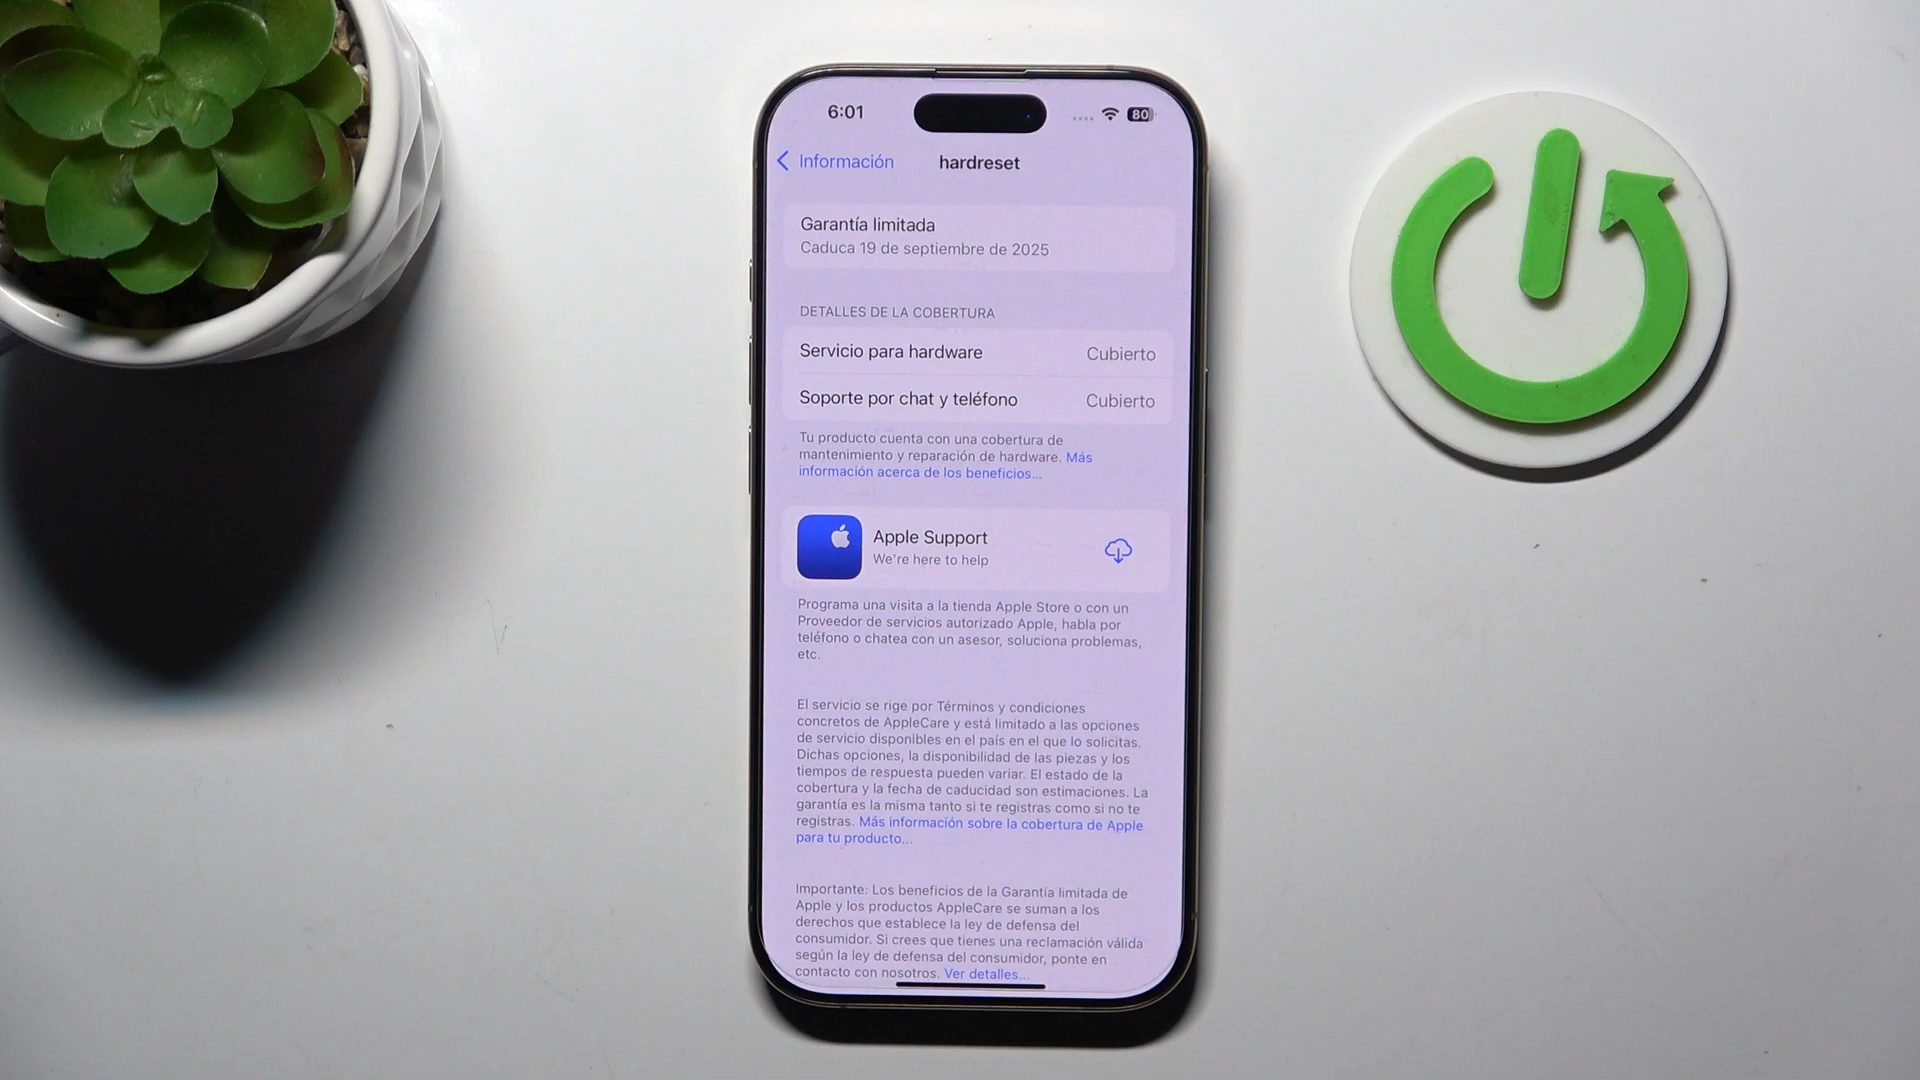 6:01
80
Información
hardreset
Garantía limitada
Caduca 19 de septiembre de 2025
DETALLES DE LA COBERTURA
Servicio para hardware Cubierto
Soporte por chat y teléfono Cubierto
Tu producto cuenta con una cobertura de
mantenimiento y reparación de hardware. Más
información acerca de los beneficios...
Apple Support
We're here to help
Programa una visita a la tienda Apple Store o con un
Proveedor de servicios autorizado Apple, habla por
teléfono o chatea con un asesor, soluciona problemas,
etc.
El servicio se rige por Términos y condiciones
concretos de AppleCare y está limitado a las opciones
de servicio disponibles en el país en el que lo solicitas.
Dichas opciones, la disponibilidad de las piezas y los
tiempos de respuesta pueden variar. El estado de la
cobertura y la fecha de caducidad son estimaciones. La
garantía es la misma tanto si te registras como si no te
registras. Más información sobre la cobertura de Apple
para tu producto...
Importante: Los beneficios de la Garantía limitada de
Apple y los productos AppleCare se suman a los
derechos que establece la ley de defensa del
consumidor. Si crees que tienes una reclamación válida
según la ley de defensa del consumidor, ponte en
contacto con nosotros. Ver detalles...